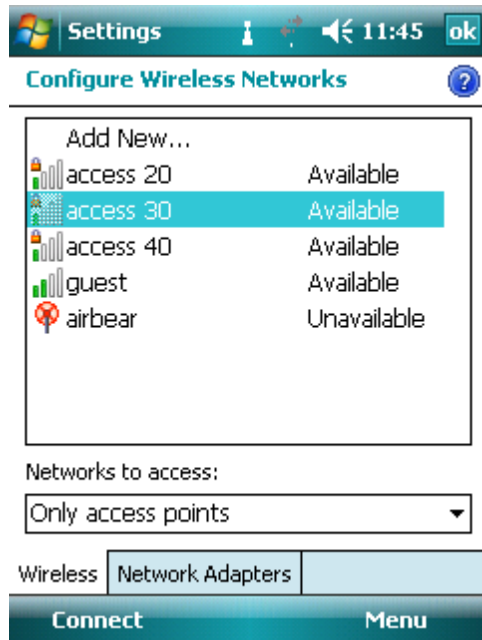 Settings 11:45 ok
Configure Wireless Networks ?
Add New...
access 20 Available
access 30 Available
access 40 Available
guest Available
airbear Unavailable
Networks to access:
Only access points
Wireless Network Adapters
Connect Menu